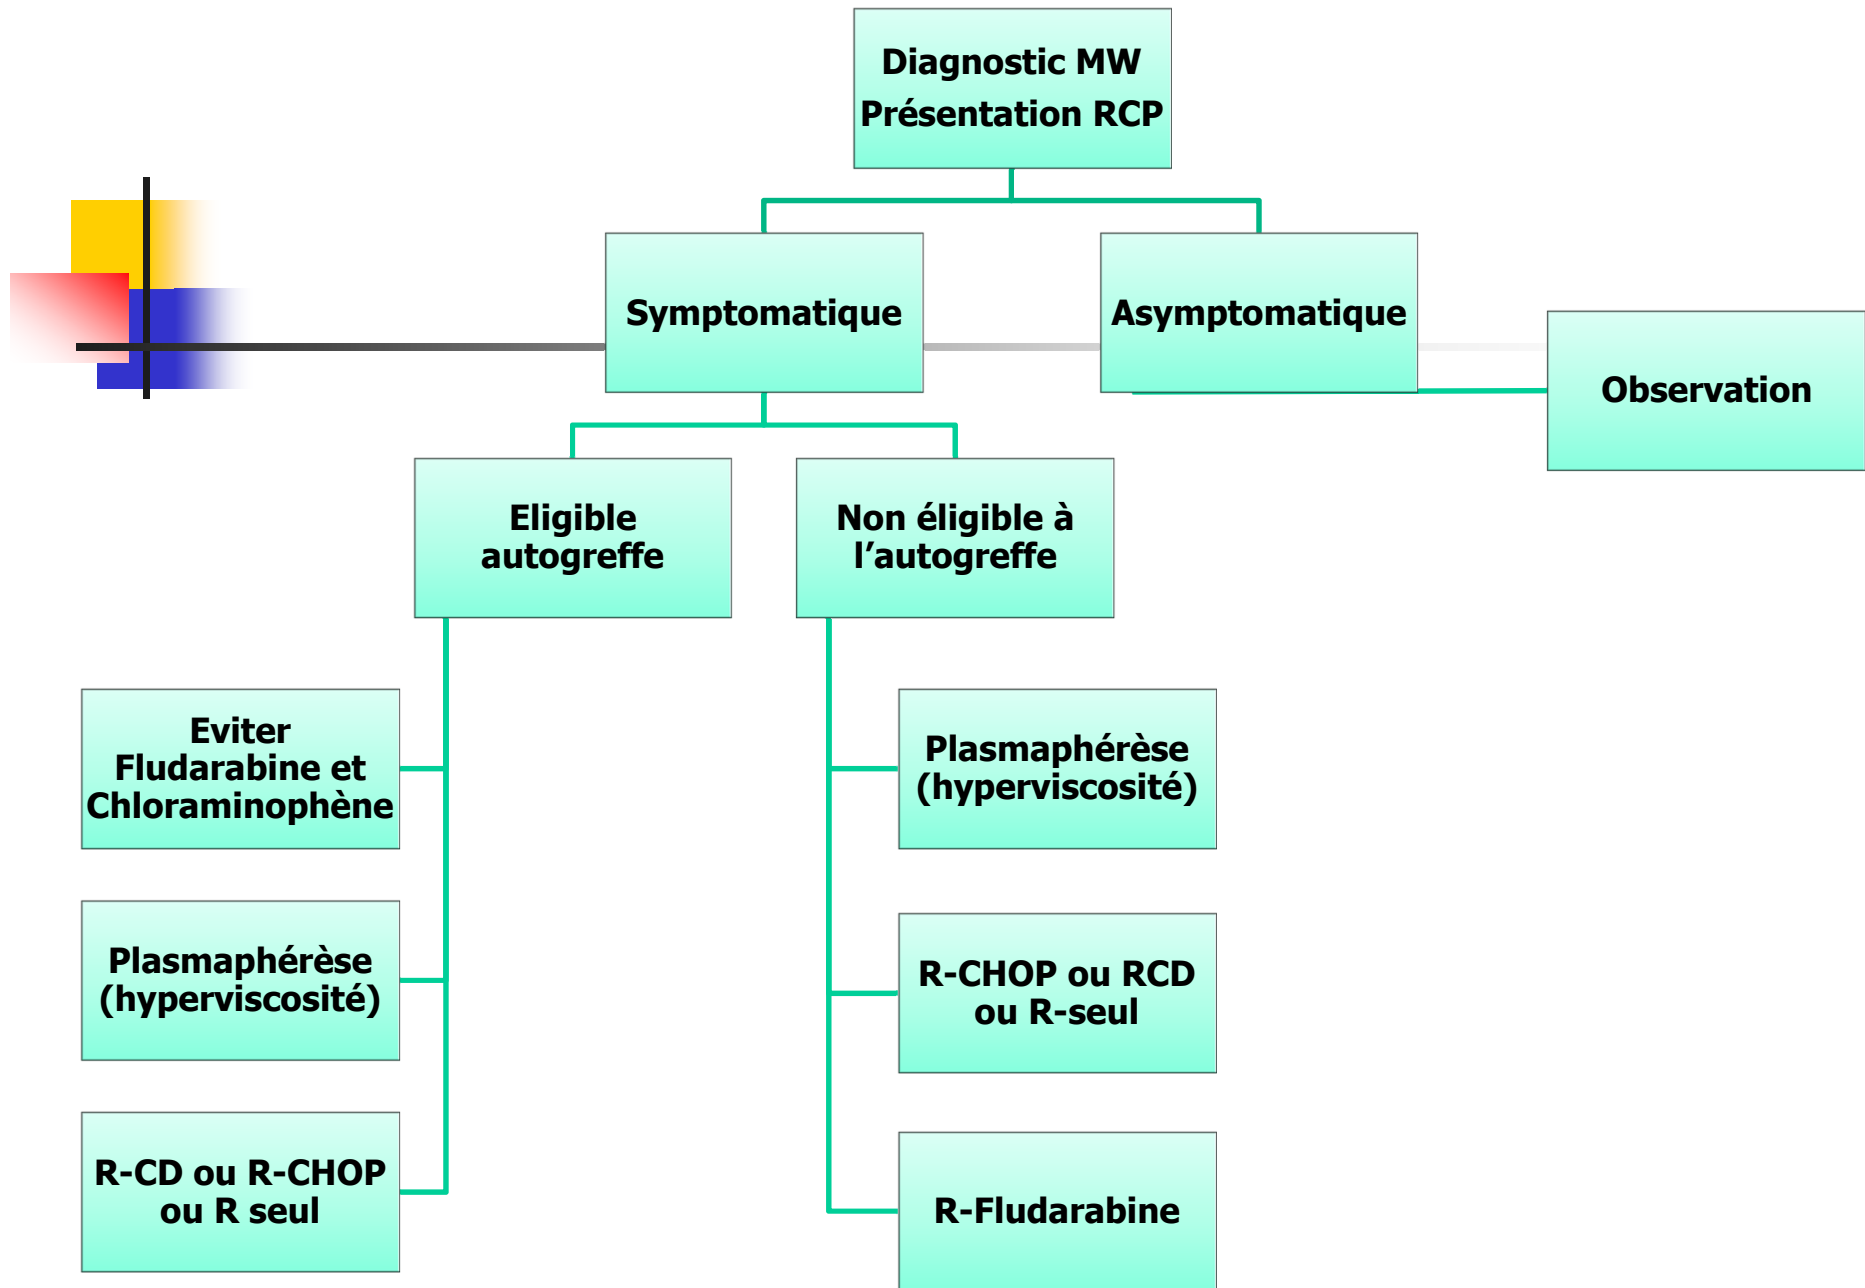 Diagnostic MW
Présentation RCP
Symptomatique
Asymptomatique
Observation
Eligible
autogreffe
Non éligible à
l’autogreffe
Eviter
Fludarabine et
Chloraminophène
Plasmaphérèse
(hyperviscosité)
R-CD ou R-CHOP
ou R seul
Plasmaphérèse
(hyperviscosité)
R-CHOP ou RCD
ou R-seul
R-Fludarabine